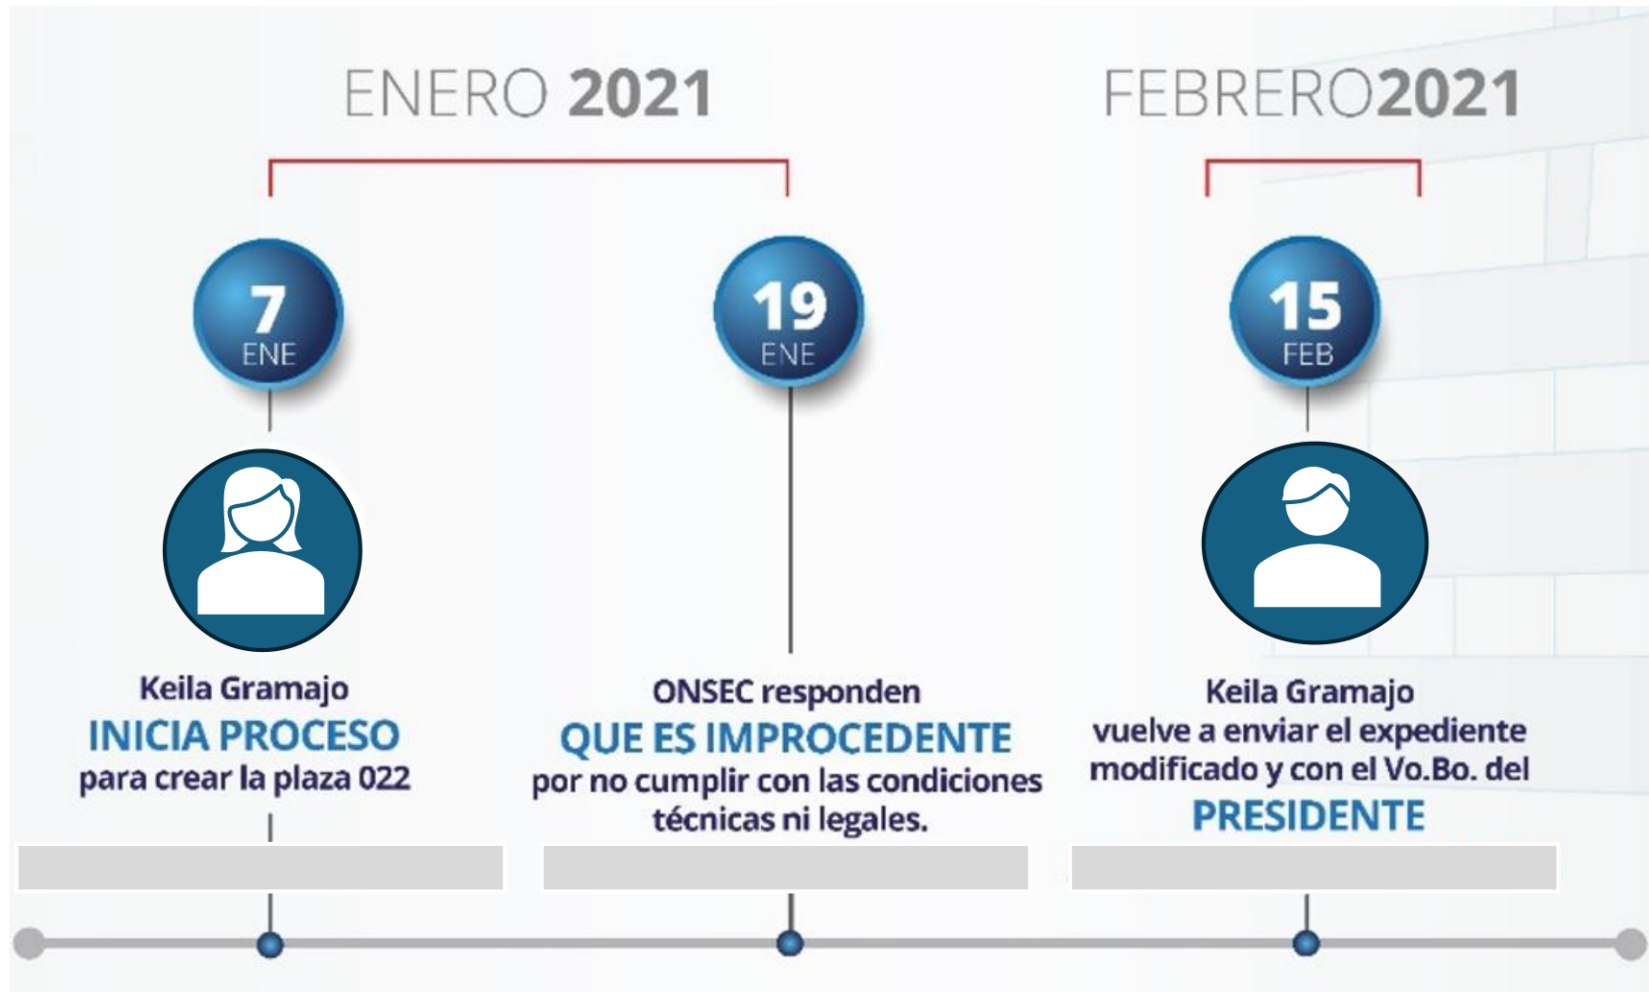 ENERO 2021
FEBRERO2021
7
ENE
19
ENE
15
FEB
Keila Gramajo
INICIA PROCESO
para crear la plaza 022
ONSEC responden
QUE ES IMPROCEDENTE
por no cumplir con las condiciones
técnicas ni legales.
Keila Gramajo
vuelve a enviar el expediente
modificado y con el Vo.Bo. del
PRESIDENTE